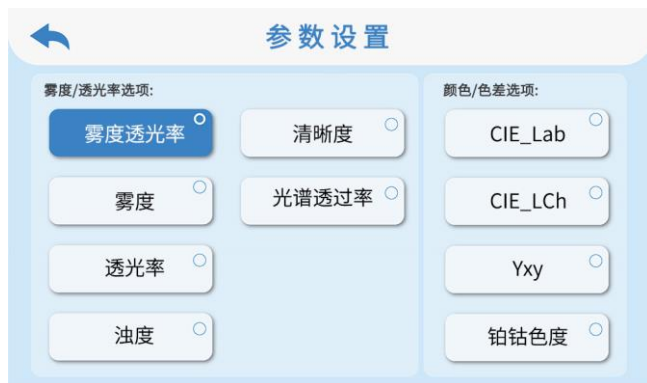 参数设置
雾度/透光率选项:
雾度透光率
清晰度
雾度
光谱透过率
透光率
浊度
颜色/色差选项:
CIE_Lab
CIE_LCh
Yxy
铂钴色度